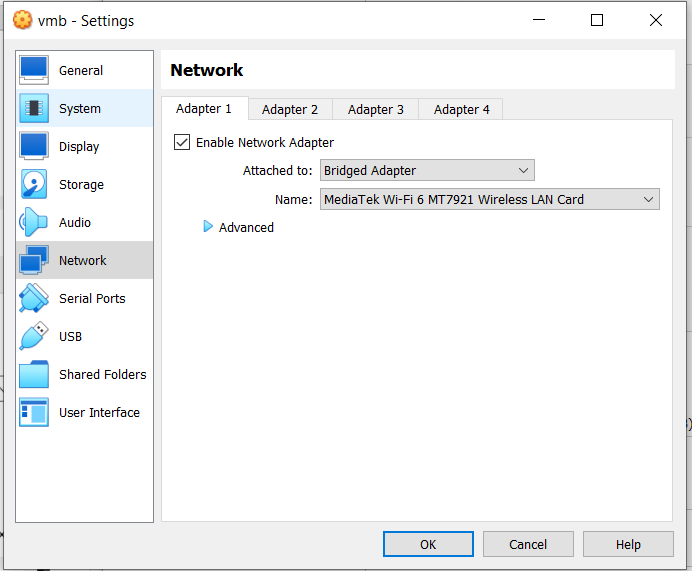 vmb - Settings
General
System
Display
Storage
Audio
Network
Serial Ports
USB
Shared Folders
User Interface
Network
Adapter 1 Adapter 2 Adapter 3 Adapter 4
Enable Network Adapter
Attached to: Bridged Adapter
Name: MediaTek Wi-Fi 6 MT7921 Wireless LAN Card
Advanced
OK Cancel Help